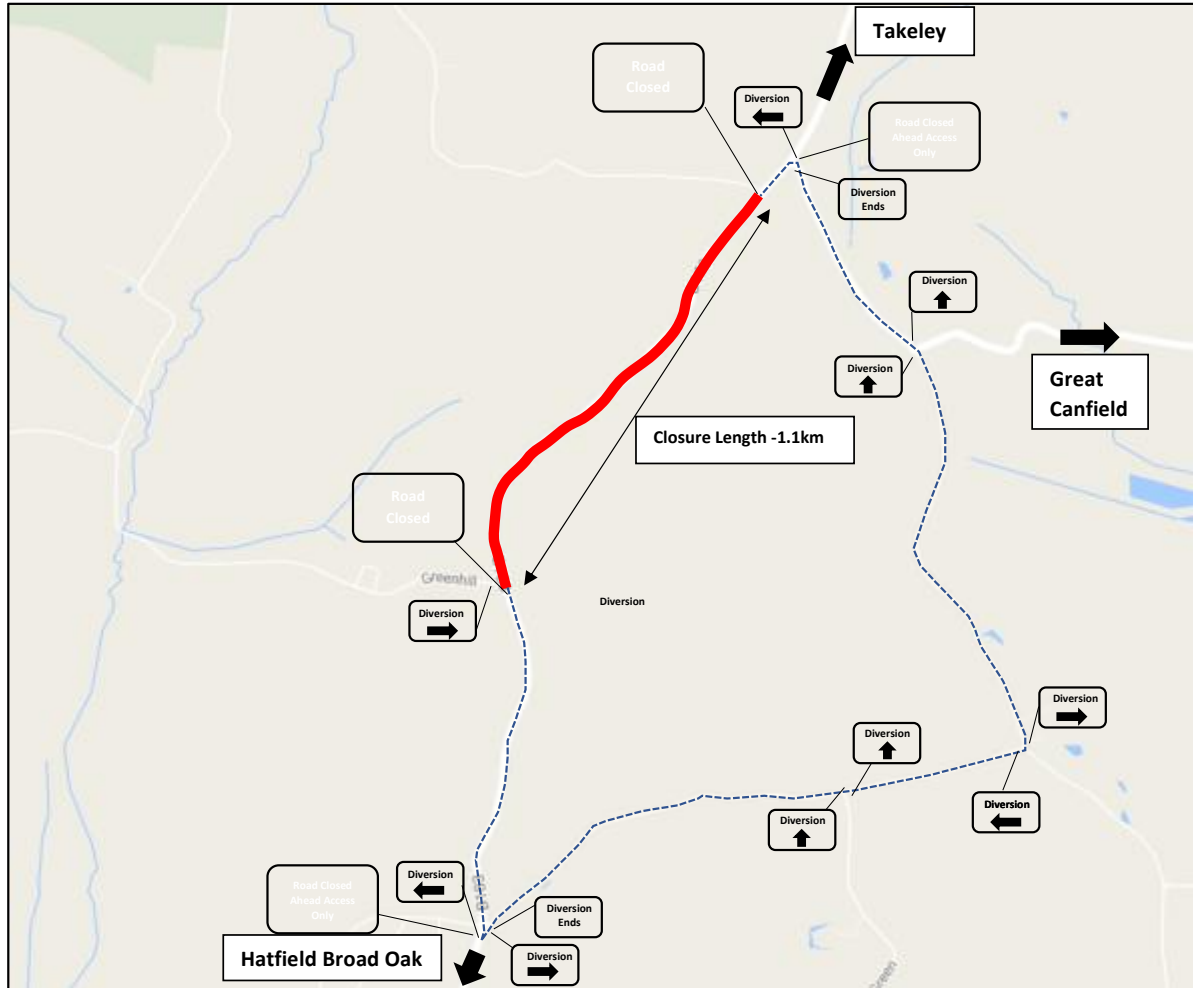 Takeley
Road
Closed
Diversion
Road Closed
Ahead Access
Only
Diversion
Ends
Diversion
Diversion
Great
Canfield
Closure Length -1.1km
Road
Closed
Greenhill
Diversion
Diversion
Diversion
Diversion
Diversion
Diversion
Road Closed
Ahead Access
Only
Diversion
B183
Diversion
Ends
Hatfield Broad Oak
Diversion
Green